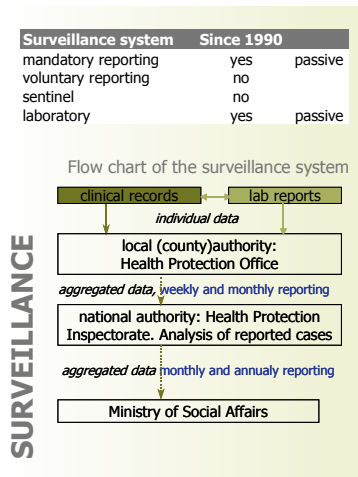 Surveillance system Since 1990
mandatory reporting yes passive
voluntary reporting no
sentinel no
laboratory yes passive
Flow chart of the surveillance system
clinical records lab reports
individual data
local (county)authority:
Health Protection Office
aggregated data, weekly and monthly reporting
national authority: Health Protection
Inspectorate. Analysis of reported cases
aggregated data monthly and annualy reporting
Ministry of Social Affairs
SURVEILLANCE